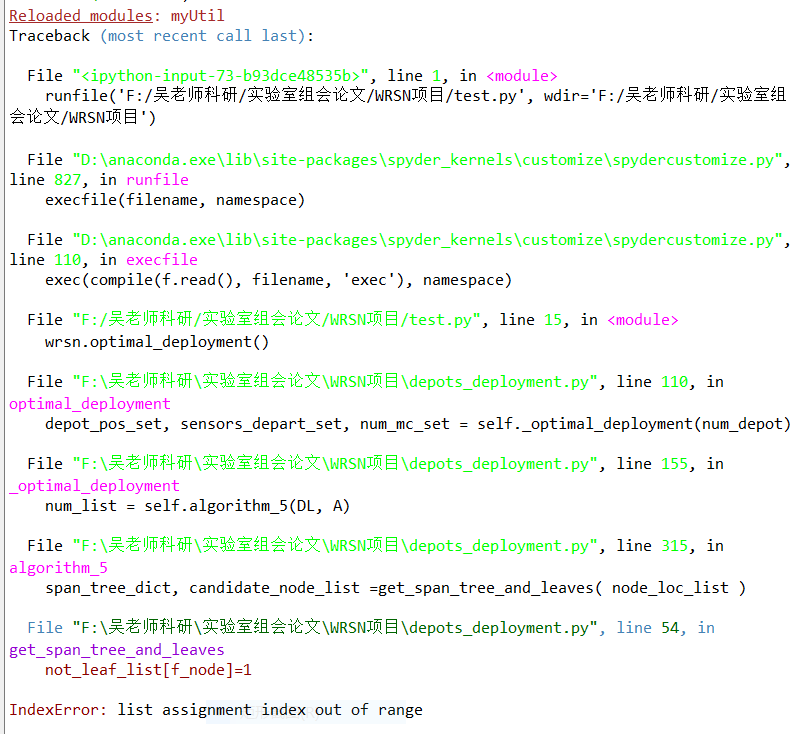 Reloaded modules: myUtil
Traceback (most recent call last):
File "<ipython-input-73-b93dce48535b>", line 1, in <module>
runfile('F:/吴老师科研/实验室组会论文/WRSN项目/test.py', wdir='F:/吴老师科研/实验室组
会论文/WRSN项目')
File "D:\anaconda.exe\lib\site-packages\spyder_kernels\customize\spydercustomize.py",
line 827, in runfile
execfile(filename, namespace)
File "D:\anaconda.exe\lib\site-packages\spyder_kernels\customize\spydercustomize.py",
line 110, in execfile
exec(compile(f.read(), filename, 'exec'), namespace)
File "F:/吴老师科研/实验室组会论文/WRSN项目/test.py", line 15, in <module>
wrsn.optimal_deployment()
File "F:\吴老师科研\实验室组会论文\WRSN项目\depots_deployment.py", line 110, in
optimal_deployment
depot_pos_set, sensors_depart_set, num_mc_set = self._optimal_deployment(num_depot)
File "F:\吴老师科研\实验室组会论文\WRSN项目\depots_deployment.py", line 155, in
_optimal_deployment
num_list = self.algorithm_5(DL, A)
File "F:\吴老师科研\实验室组会论文\WRSN项目\depots_deployment.py", line 315, in
algorithm_5
span_tree_dict, candidate_node_list =get_span_tree_and_leaves( node_loc_list )
File "F:\吴老师科研\实验室组会论文\WRSN项目\depots_deployment.py", line 54, in
get_span_tree_and_leaves
not_leaf_list[f_node]=1
IndexError: list assignment index out of range